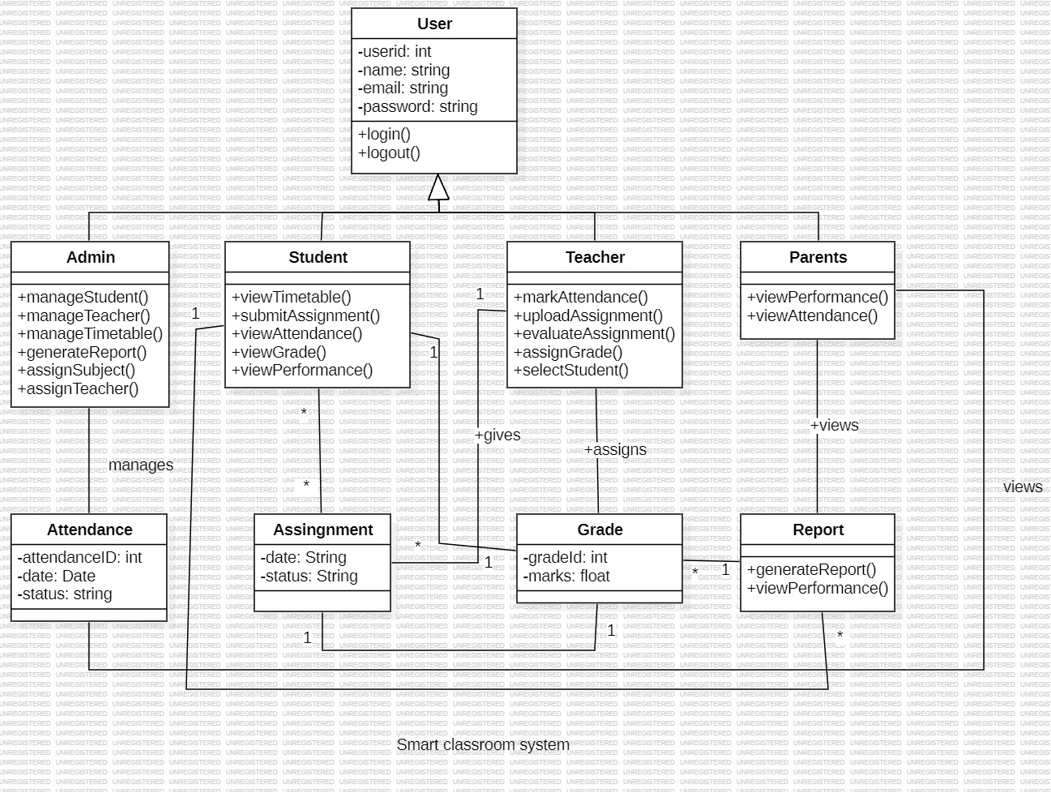 User
-userid: int
-name: string
-email: string
-password: string
+login()
+logout()
Admin
+manageStudent()
+manageTeacher()
+manageTimetable()
+generateReport()
+assignSubject()
+assignTeacher()
Student
+viewTimetable()
+submitAssignment()
+viewAttendance()
+viewGrade()
+viewPerformance()
Teacher
+markAttendance()
+uploadAssignment()
+evaluateAssignment()
+assignGrade()
+selectStudent()
Parents
+viewPerformance()
+viewAttendance()
1
1
1
*
*
+gives
+assigns
+views
manages
views
Attendance
-attendanceID: int
-date: Date
-status: string
Assingnment
-date: String
-status: String
*
1
Grade
-gradeId: int
-marks: float
*
1
Report
+generateReport()
+viewPerformance()
1
1
*
Smart classroom system
UNREGISTERED